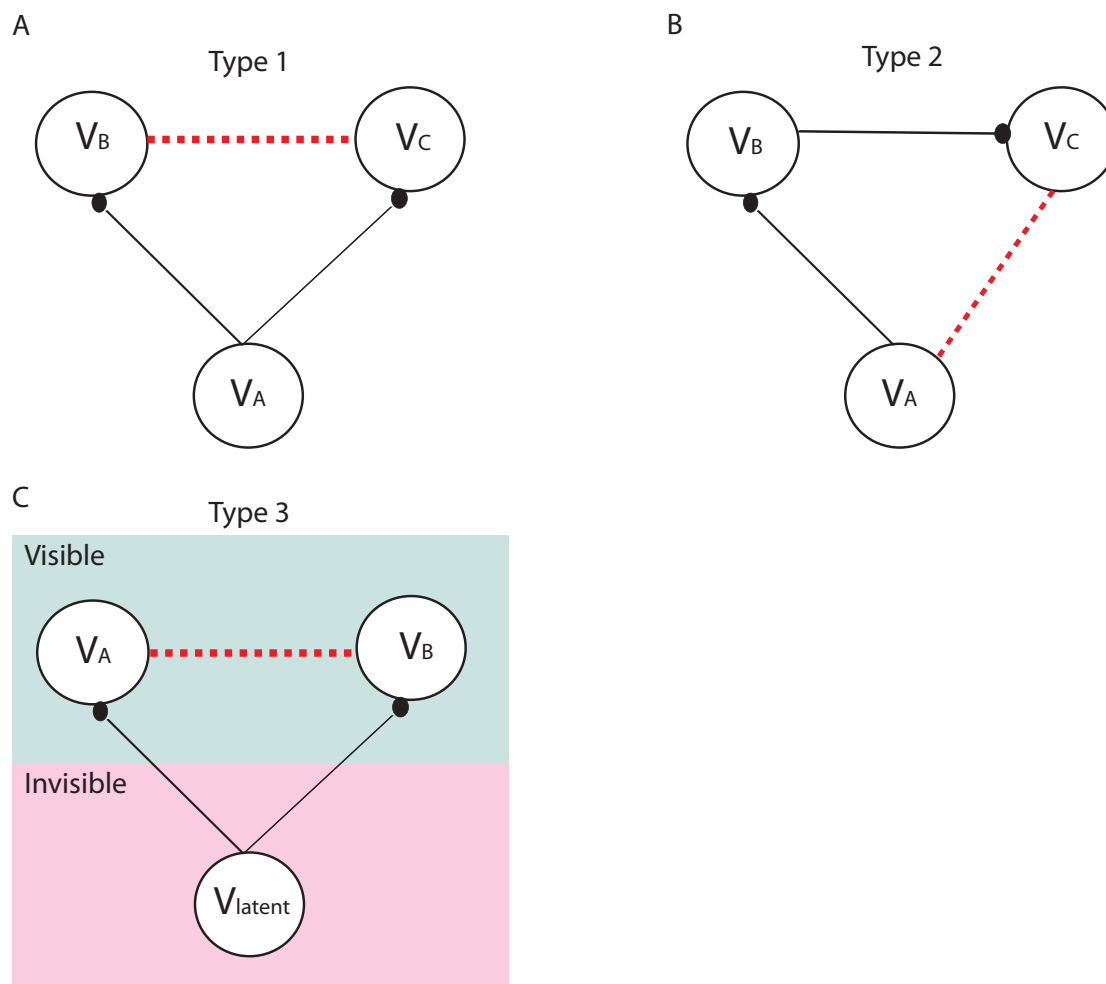 A
Type 1
VB
VC
VA
B
Type 2
VB
VC
VA
C
Type 3
Visible
VA
VB
Invisible
Vlatent